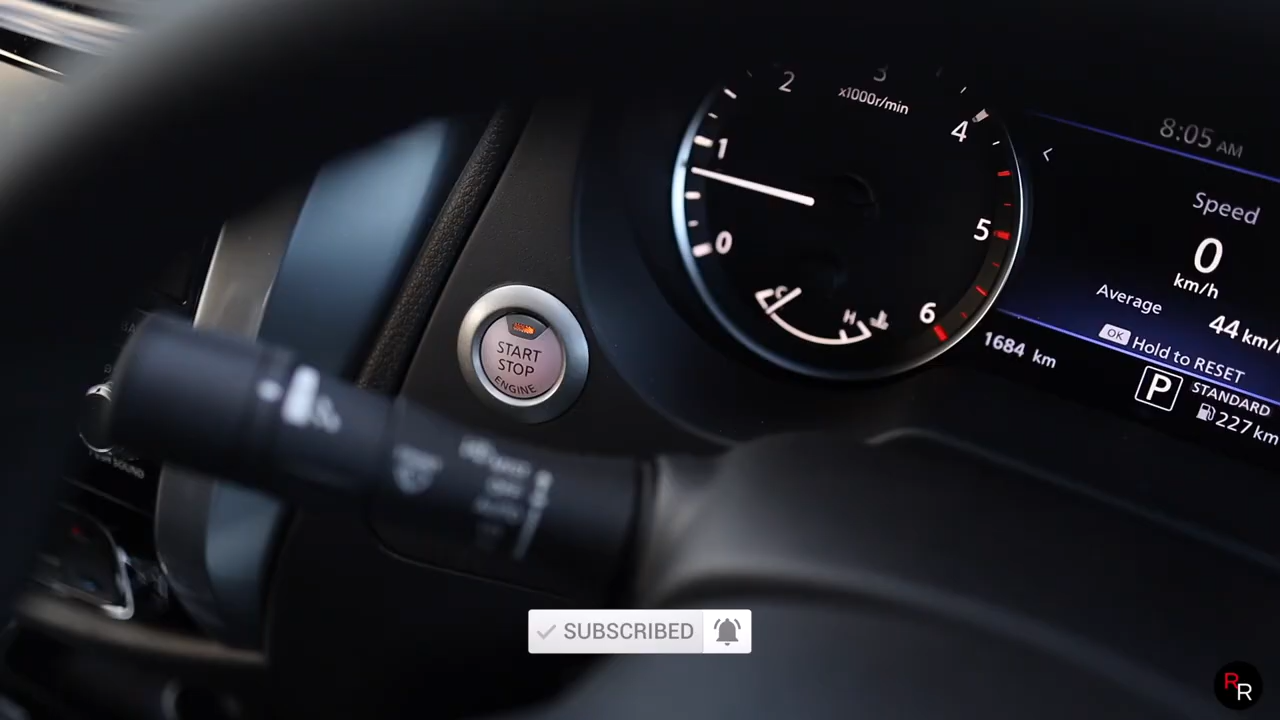 2
3
x1000r/min
1
4
0
5
6
C
H
8:05 AM
Speed
0
km/h
Average
44 km/
OK Hold to RESET
1684 km
P
STANDARD
227 km
START
STOP
ENGINE
SUBSCRIBED
RR